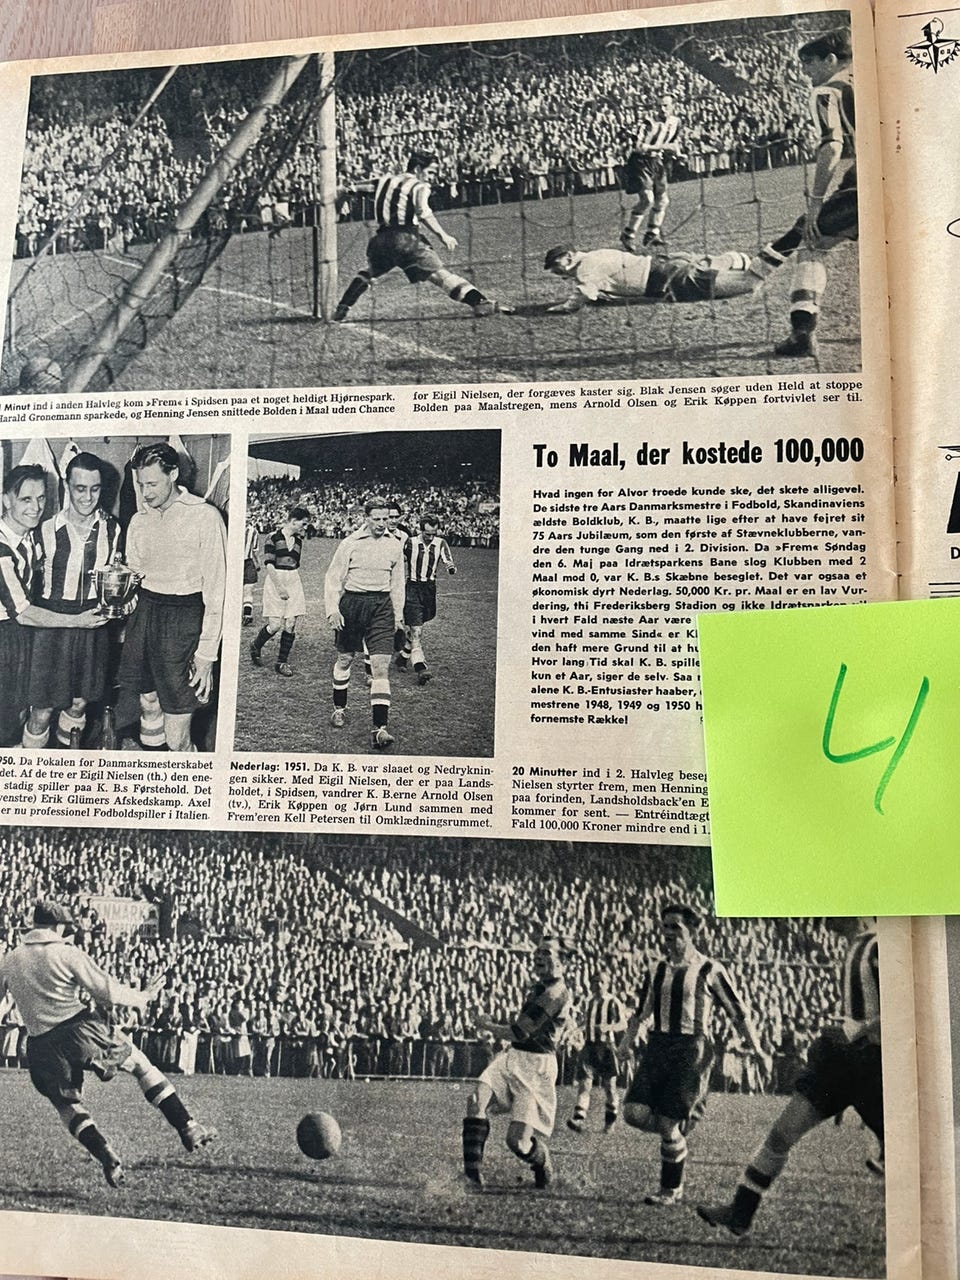 1 Minut ind i anden Halvleg kom »Frem« i Spidsen paa et noget heldigt Hjørnespark.
Harald Gronemann sparkede, og Henning Jensen snittede Bolden i Maal uden Chance
for Eigil Nielsen, der forgæves kaster sig. Blak Jensen søger uden Held at stoppe
Bolden paa Maalstregen, mens Arnold Olsen og Erik Køppen fortvivlet ser til.
To Maal, der kostede 100,000
Hvad ingen for Alvor troede kunde ske, det skete alligevel.
De sidste tre Aars Danmarksmestre i Fodbold, Skandinaviens
ældste Boldklub, K. B., maatte lige efter at have fejret sit
75 Aars Jubilæum, som den første af Stævneklubberne, van-
dre den tunge Gang ned i 2. Division. Da »Frem« Søndag
den 6. Maj paa Idrætsparkens Bane slog Klubben med 2
Maal mod 0, var K. B.s Skæbne beseglet. Det var ogsaa et
økonomisk dyrt Nederlag. 50,000 Kr. pr. Maal er en lav Vur-
dering, thi Frederiksberg Stadion og ikke Idrætsparken
i hvert Fald næste Aar være
vind med samme Sind« er
den haft mere Grund til at
Hvor lang Tid skal K. B. spille
kun et Aar, siger de selv. Saa
alene K. B.-Entusiaster haaber,
mestrene 1948, 1949 og 1950
fornemste Række!
950. Da Pokalen for Danmarksmesterskabet
det. Af de tre er Eigil Nielsen (th.) den ene-
stadig spiller paa K. B.s Førstehold. Det
venstre) Erik Glümers Afskedskamp. Axel
er nu professionel Fodboldspiller i Italien.
Nederlag: 1951. Da K. B. var slaaet og Nedryknin-
gen sikker. Med Eigil Nielsen, der er paa Lands-
holdet, i Spidsen, vandrer K. B.erne Arnold Olsen
(tv.), Erik Køppen og Jørn Lund sammen med
Frem'eren Kell Petersen til Omklædningsrummet.
20 Minutter ind i 2. Halvleg
Nielsen styrter frem, men Henning
paa forinden, Landsholdsback'en E
kommer for sent. — Entréindtægt
Fald 100,000 Kroner mindre end i 1.
DANMARK
4
D